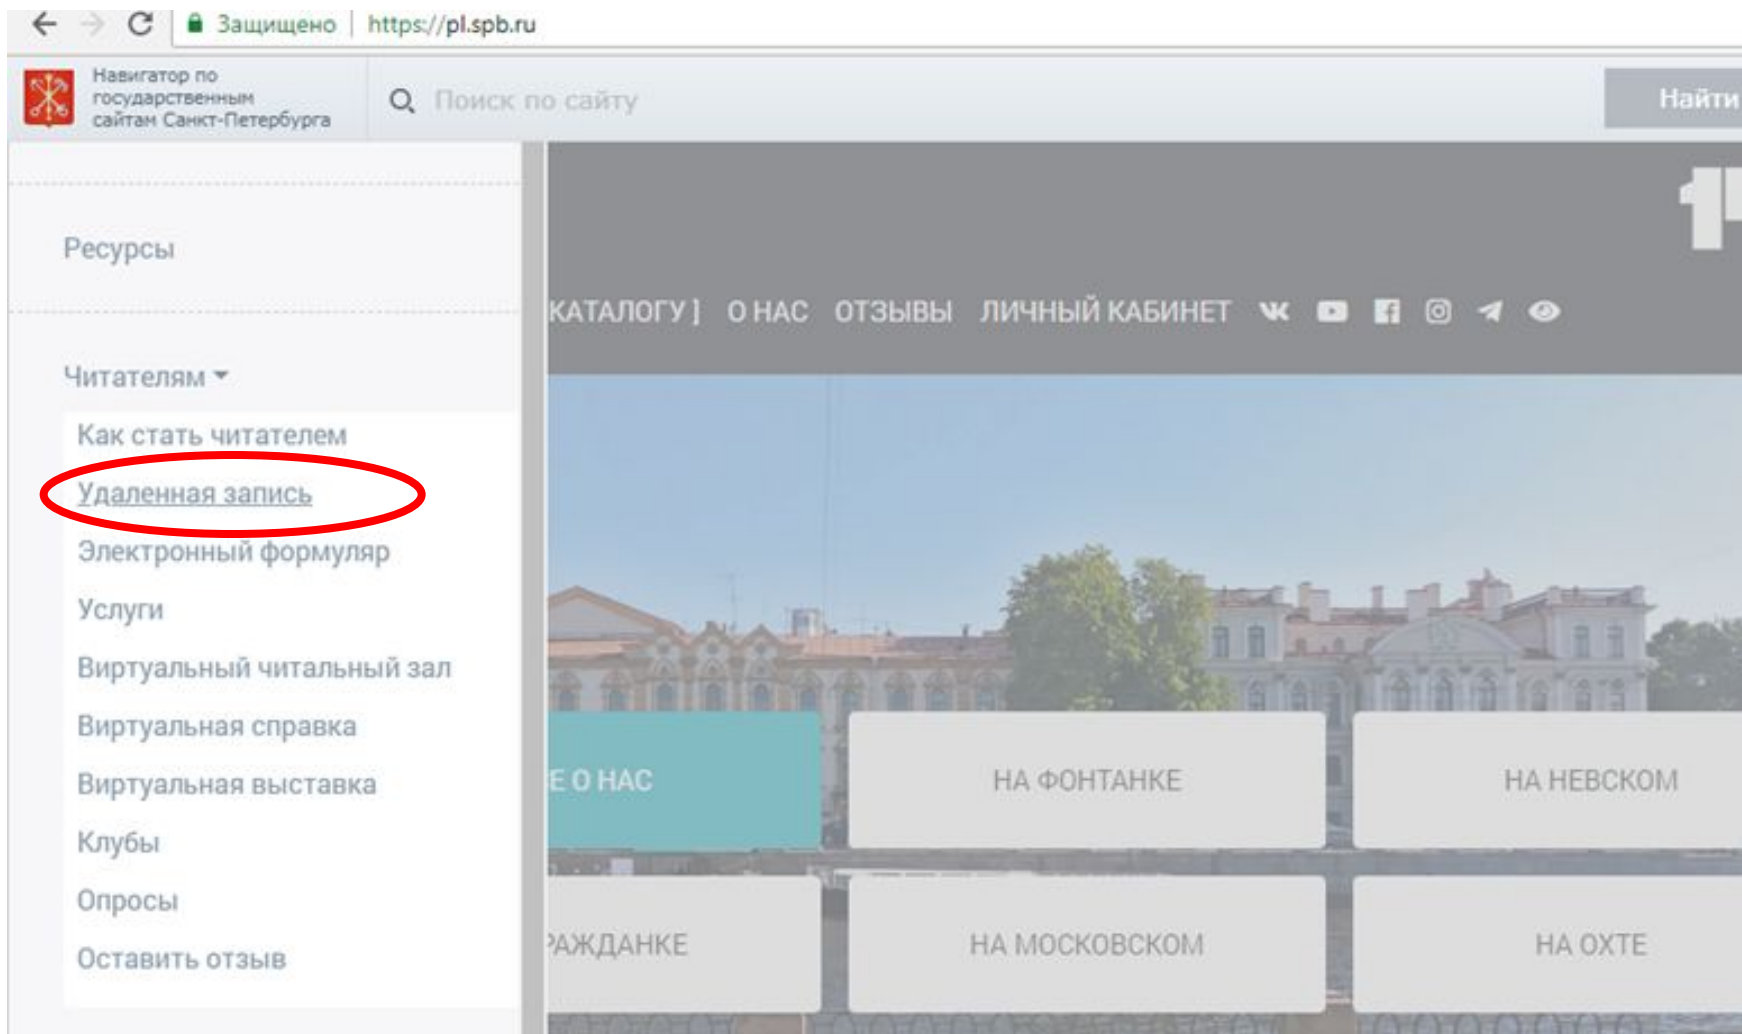 Защищено | https://pl.spb.ru
Навигатор по
государственным
сайтам Санкт-Петербурга
Поиск по сайту
Найти
Ресурсы
КАТАЛОГУ ] О НАС ОТЗЫВЫ ЛИЧНЫЙ КАБИНЕТ
Читателям
Как стать читателем
Удаленная запись
Электронный формуляр
Услуги
Виртуальный читальный зал
Виртуальная справка
Виртуальная выставка
Клубы
Опросы
Оставить отзыв
Е О НАС
НА ФОНТАНКЕ
НА НЕВСКОМ
РАЖДАНКЕ
НА МОСКОВСКОМ
НА ОХТЕ